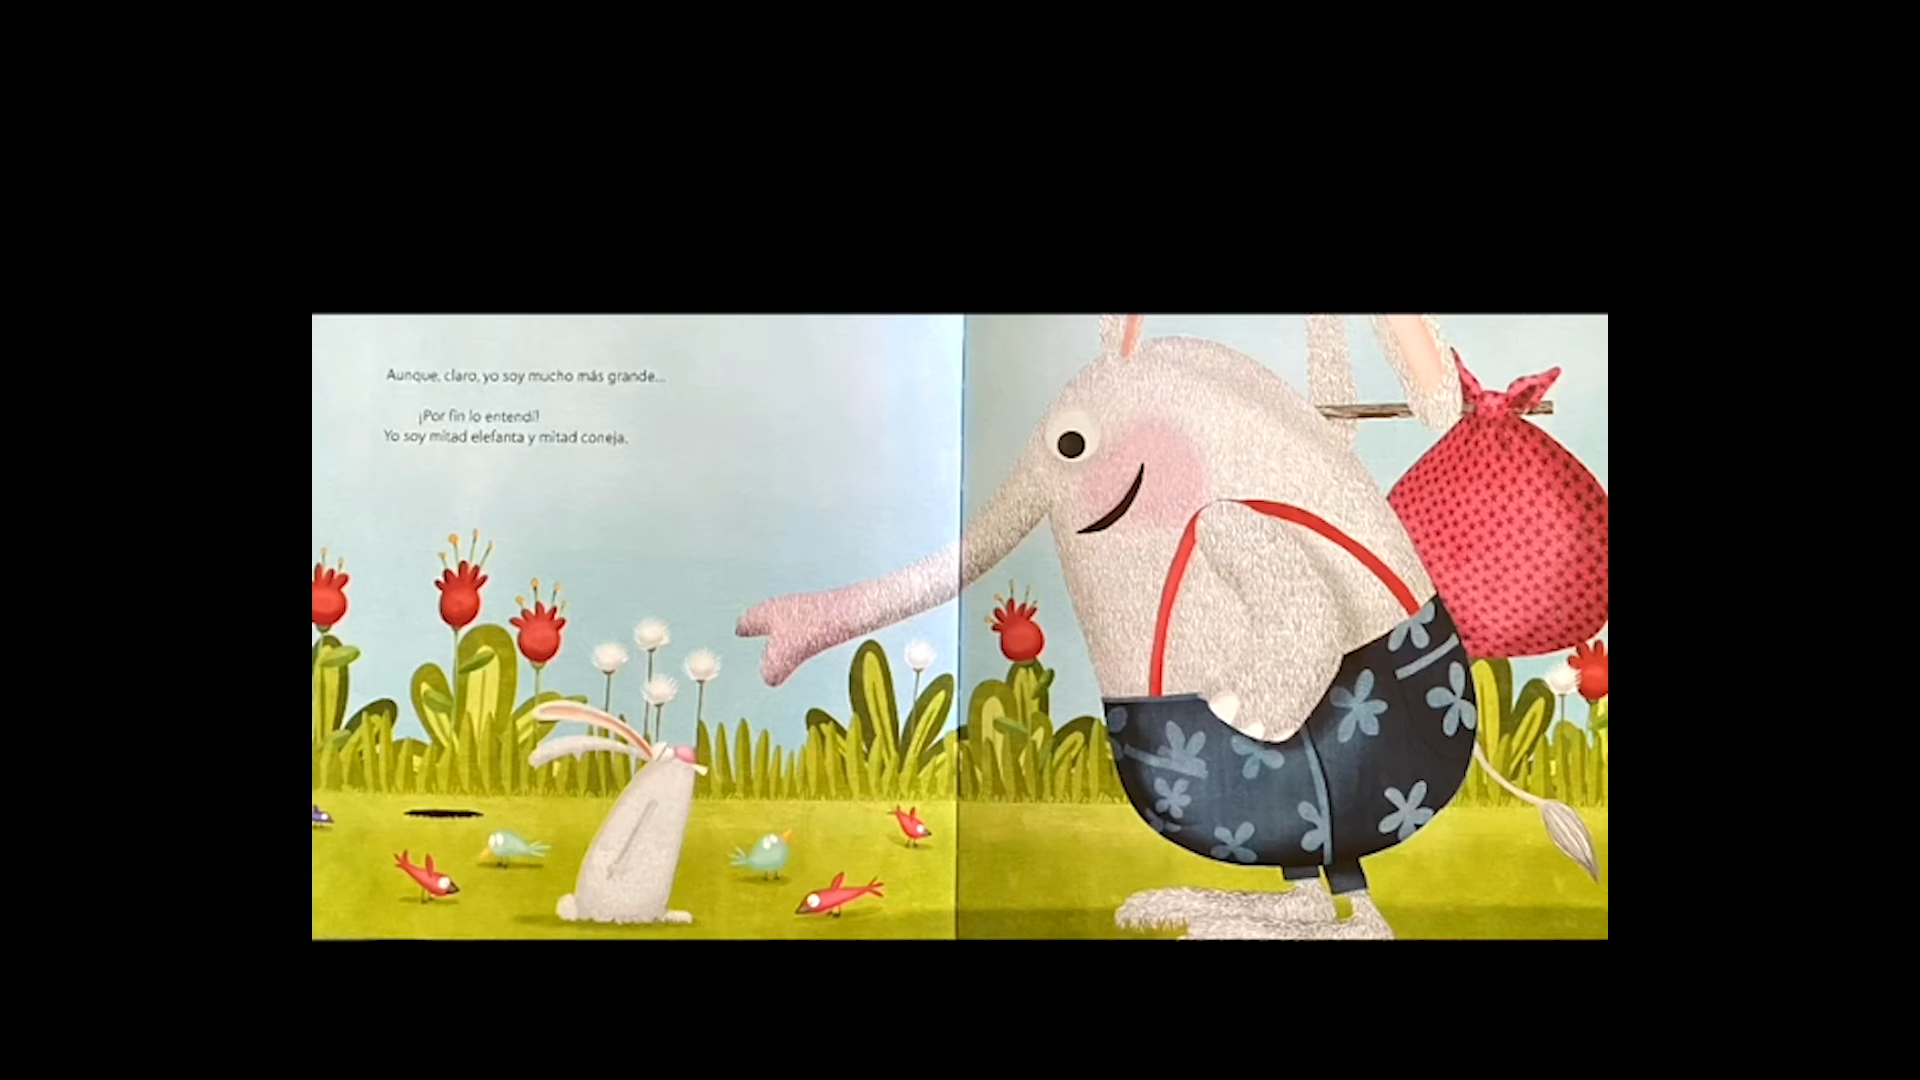 Aunque, claro, yo soy mucho más grande...
¡Por fin lo entendí!
Yo soy mitad elefanta y mitad coneja.